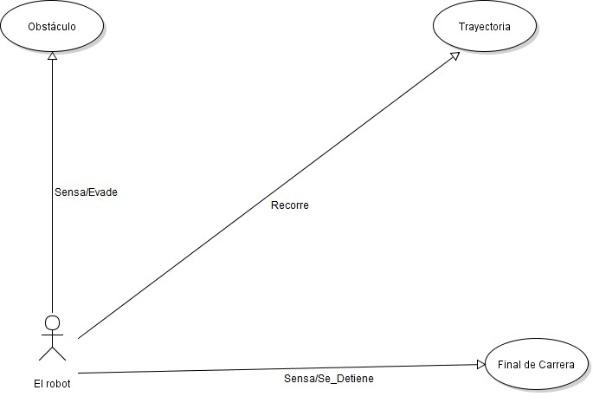 Obstáculo
Trayectoria
Sensa/Evade
Recorre
Final de Carrera
Sensa/Se_Detiene
El robot